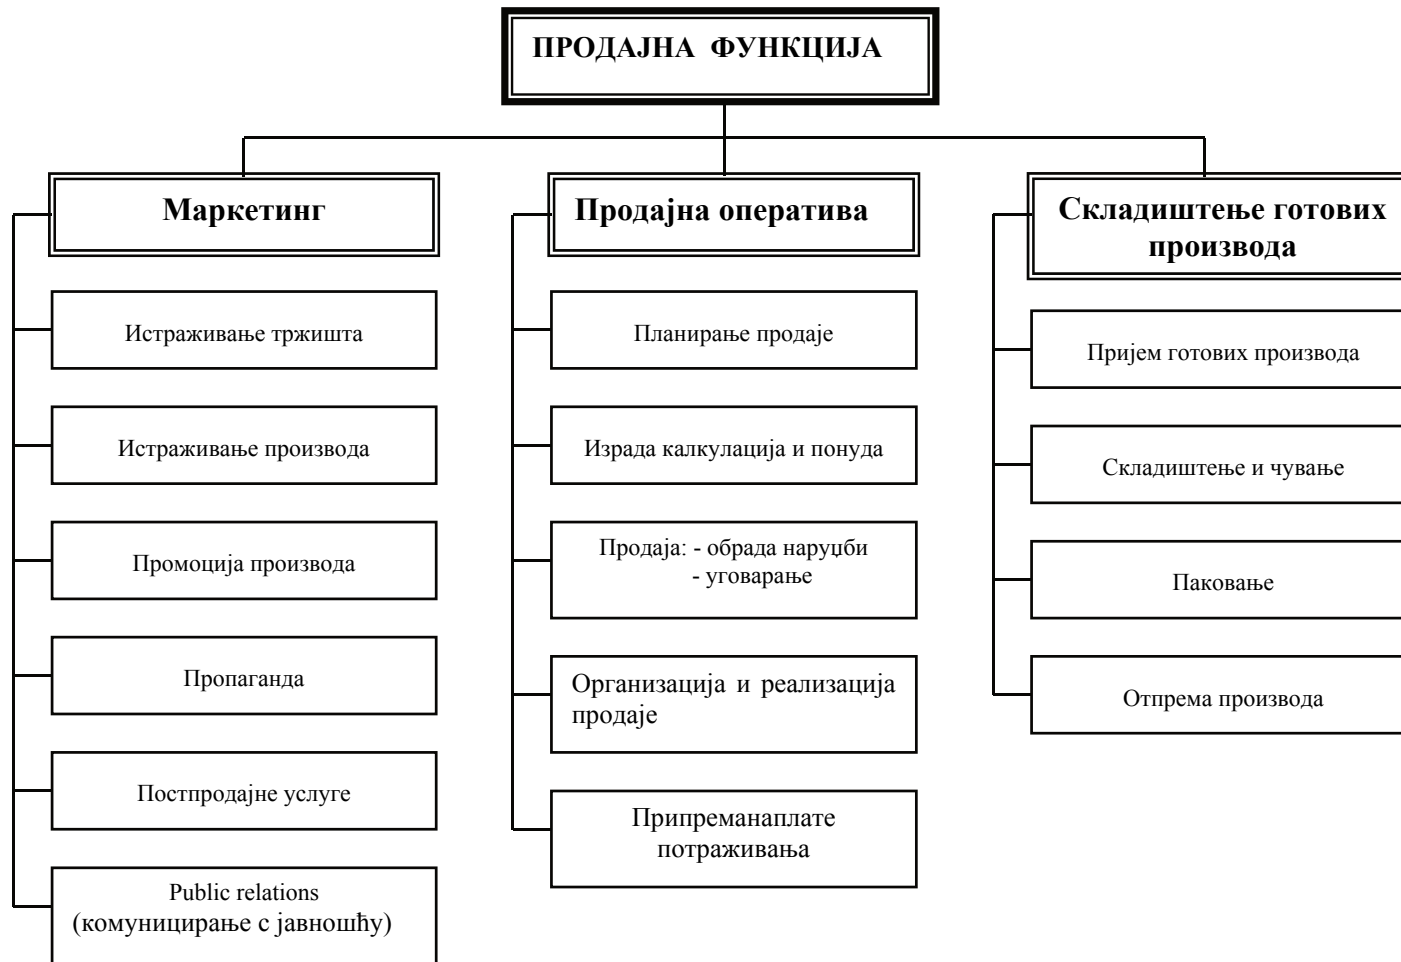 ПРОДАЈНА ФУНКЦИЈА
Маркетинг
Истраживање тржишта
Истраживање производа
Промоција производа
Пропаганда
Постпродајне услуге
Public relations
(комуницирање с јавношћу)
Продајна оператива
Планирање продаје
Израда калкулација и понуда
Продаја: - обрада наруџби
- уговарање
Организација и реализација
продаје
Припреманаплате
потраживања
Складиштење готових
производа
Пријем готових производа
Складиштење и чување
Паковање
Отпрема производа